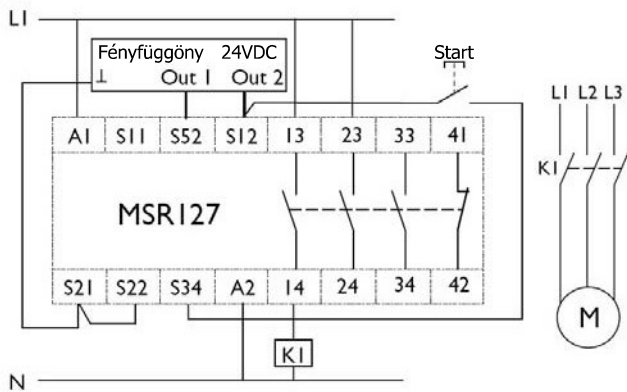 L1
Fényfüggöny 24VDC
⊥ Out 1 Out 2
Start
A1 S11 S52 S12 13 23 33 41
MSR127
S21 S22 S34 A2 14 24 34 42
K1
N
L1 L2 L3
K1
M